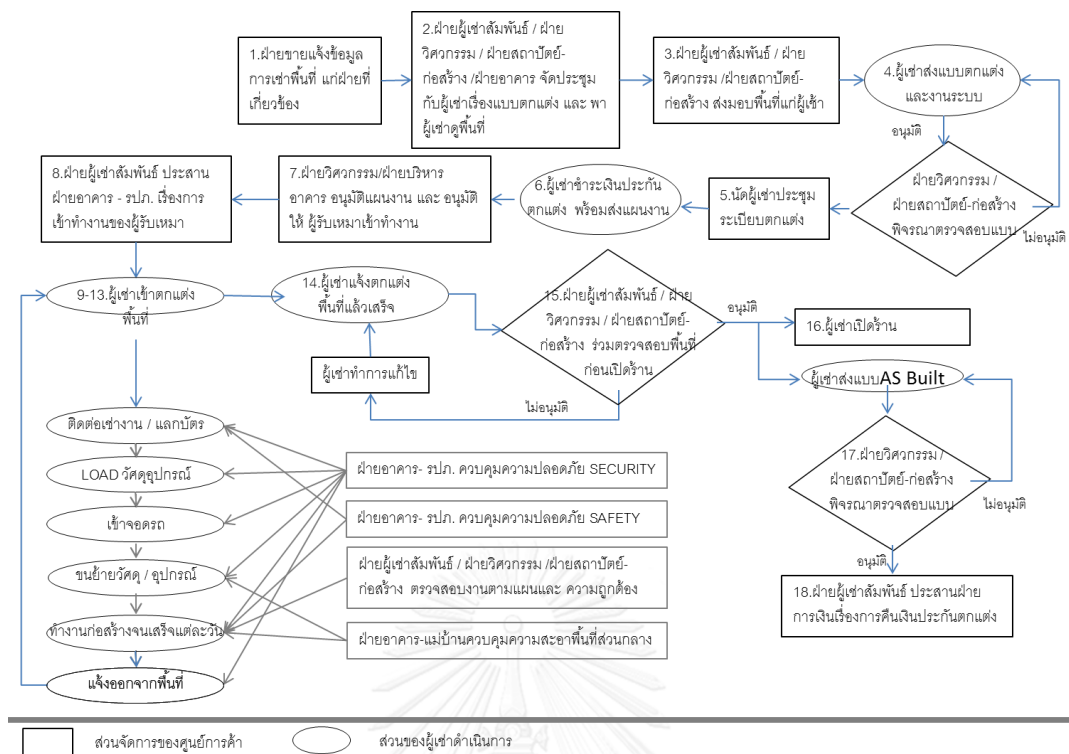 1.ฝ่ายขายแจ้งข้อมูล
การเช่าพื้นที่ แก่ฝ่ายที่
เกี่ยวข้อง
2.ฝ่ายผู้เช่าสัมพันธ์ / ฝ่าย
วิศวกรรม / ฝ่ายสถาปัตย์-
ก่อสร้าง /ฝ่ายอาคาร จัดประชุม
กับผู้เช่าเรื่องแบบตกแต่ง และ พา
ผู้เช่าดูพื้นที่
3.ฝ่ายผู้เช่าสัมพันธ์ / ฝ่าย
วิศวกรรม /ฝ่ายสถาปัตย์-
ก่อสร้าง ส่งมอบพื้นที่แก่ผู้เช้า
4.ผู้เช่าส่งแบบตกแต่ง
และงานระบบ
อนุมัติ
ฝ่ายวิศวกรรม /
ฝ่ายสถาปัตย์-ก่อสร้าง
พิจรณาตรวจสอบแบบ
ไม่อนุมัติ
5.นัดผู้เช่าประชุม
ระเบียบตกแต่ง
6.ผู้เช่าชำระเงินประกัน
ตกแต่ง พร้อมส่งแผนงาน
7.ฝ่ายวิศวกรรม/ฝ่ายบริหาร
อาคาร อนุมัติแผนงาน และ อนุมัติ
ให้ ผู้รับเหมาเข้าทำงาน
8.ฝ่ายผู้เช่าสัมพันธ์ ประสาน
ฝ่ายอาคาร - รปภ. เรื่องการ
เข้าทำงานของผู้รับเหมา
9-13.ผู้เช่าเข้าตกแต่ง
พื้นที่
14.ผู้เช่าแจ้งตกแต่ง
พื้นที่แล้วเสร็จ
15.ฝ่ายผู้เช่าสัมพันธ์ / ฝ่าย
วิศวกรรม / ฝ่ายสถาปัตย์-
ก่อสร้าง ร่วมตรวจสอบพื้นที่
ก่อนเปิดร้าน
อนุมัติ
16.ผู้เช่าเปิดร้าน
ผู้เช่าทำการแก้ไข
ไม่อนุมัติ
ผู้เช่าส่งแบบAS Built
17.ฝ่ายวิศวกรรม /
ฝ่ายสถาปัตย์-ก่อสร้าง
พิจรณาตรวจสอบแบบ
ไม่อนุมัติ
อนุมัติ
18.ฝ่ายผู้เช่าสัมพันธ์ ประสานฝ่าย
การเงินเรื่องการคืนเงินประกันตกแต่ง
ติดต่อเช่างาน / แลกบัตร
LOAD วัศดุอุปกรณ์
เข้าจอดรถ
ขนย้ายวัศดุ / อุปกรณ์
ทำงานก่อสร้างจนเสร็จแต่ละวัน
แจ้งออกจากพื้นที่
ฝ่ายอาคาร- รปภ. ควบคุมความปลอดภัย SECURITY
ฝ่ายอาคาร- รปภ. ควบคุมความปลอดภัย SAFETY
ฝ่ายผู้เช่าสัมพันธ์ / ฝ่ายวิศวกรรม /ฝ่ายสถาปัตย์-
ก่อสร้าง ตรวจสอบงานตามแผนและ ความถูกต้อง
ฝ่ายอาคาร-แม่บ้านควบคุมความสะอาพื้นที่ส่วนกลาง
ส่วนจัดการของศูนย์การค้า
ส่วนของผู้เช่าดำเนินการ